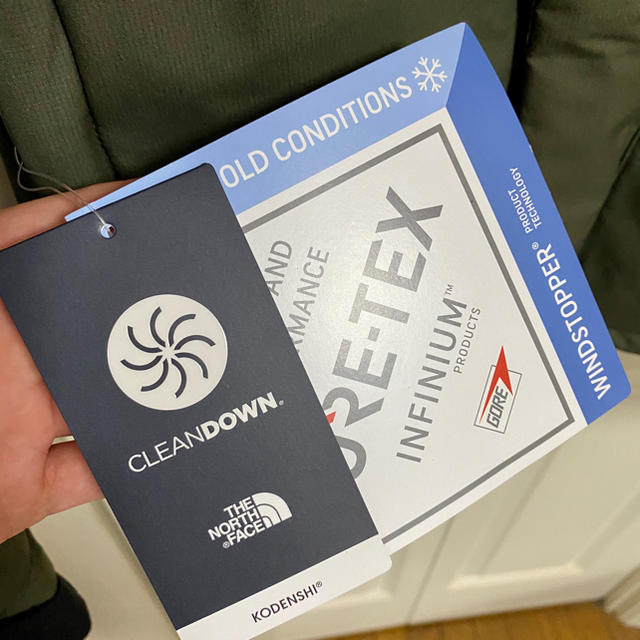 CLEANDOWN®
THE
NORTH
®FACE
KODENSHI®
OLD CONDITIONS
AND
RMANCE
RE-TEX
INFINIUM™
PRODUCTS
GORE
WINDSTOPPER®
PRODUCT
TECHNOLOGY